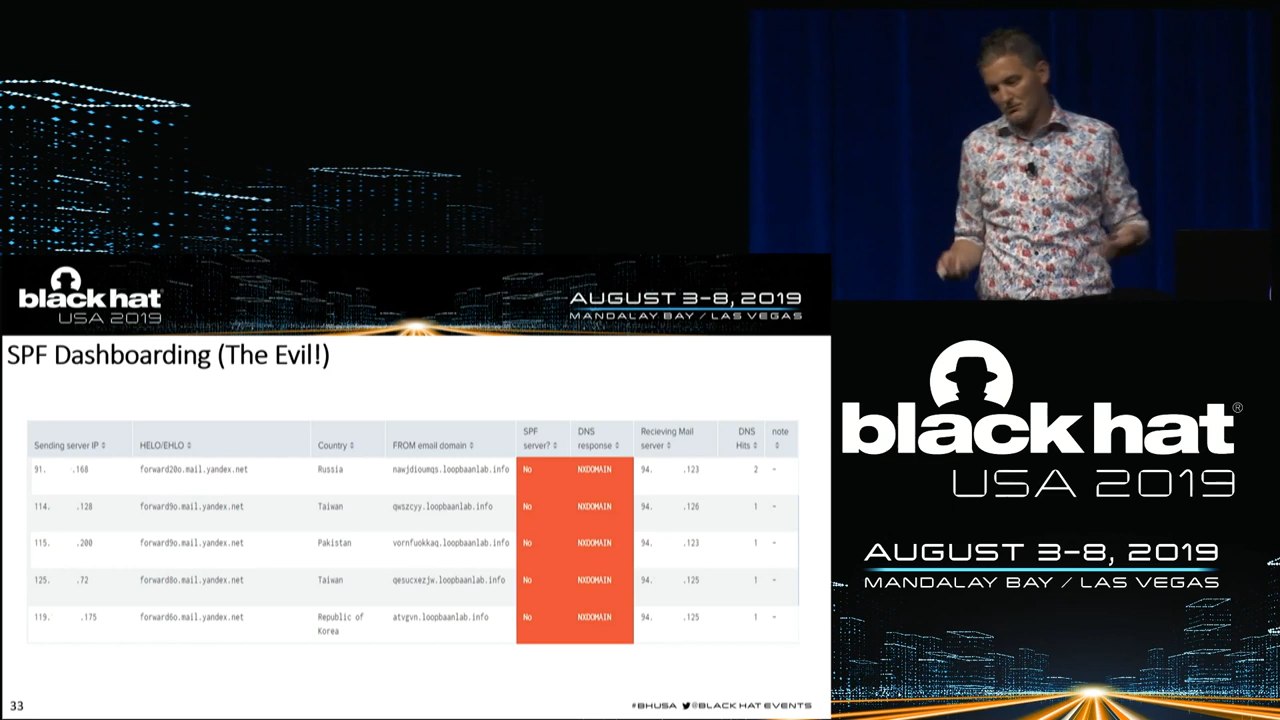 black hat
USA 2019
AUGUST 3-8, 2019
MANDALAY BAY / LAS VEGAS
SPF Dashboarding (The Evil!)
Sending server IP HELO/EHLO Country FROM email domain SPF server? DNS response Recieving Mail server DNS Hits note
91. .168 forward20o.mail.yandex.net Russia nawjdioumqs.loopbaanlab.info No NXDOMAIN 94. .123 2 -
114. .128 forward9o.mail.yandex.net Taiwan qwszcyy.loopbaanlab.info No NXDOMAIN 94. .126 1 -
115. .200 forward9o.mail.yandex.net Pakistan vornfuokkaq.loopbaanlab.info No NXDOMAIN 94. .123 1 -
125. .72 forward8o.mail.yandex.net Taiwan qesucxezjw.loopbaanlab.info No NXDOMAIN 94. .125 1 -
119. .175 forward6o.mail.yandex.net Republic of Korea atvgvn.loopbaanlab.info No NXDOMAIN 94. .125 1 -
33
#BHUSA @BLACK HAT EVENTS
black hat®
USA 2019
AUGUST 3-8, 2019
MANDALAY BAY / LAS VEGAS